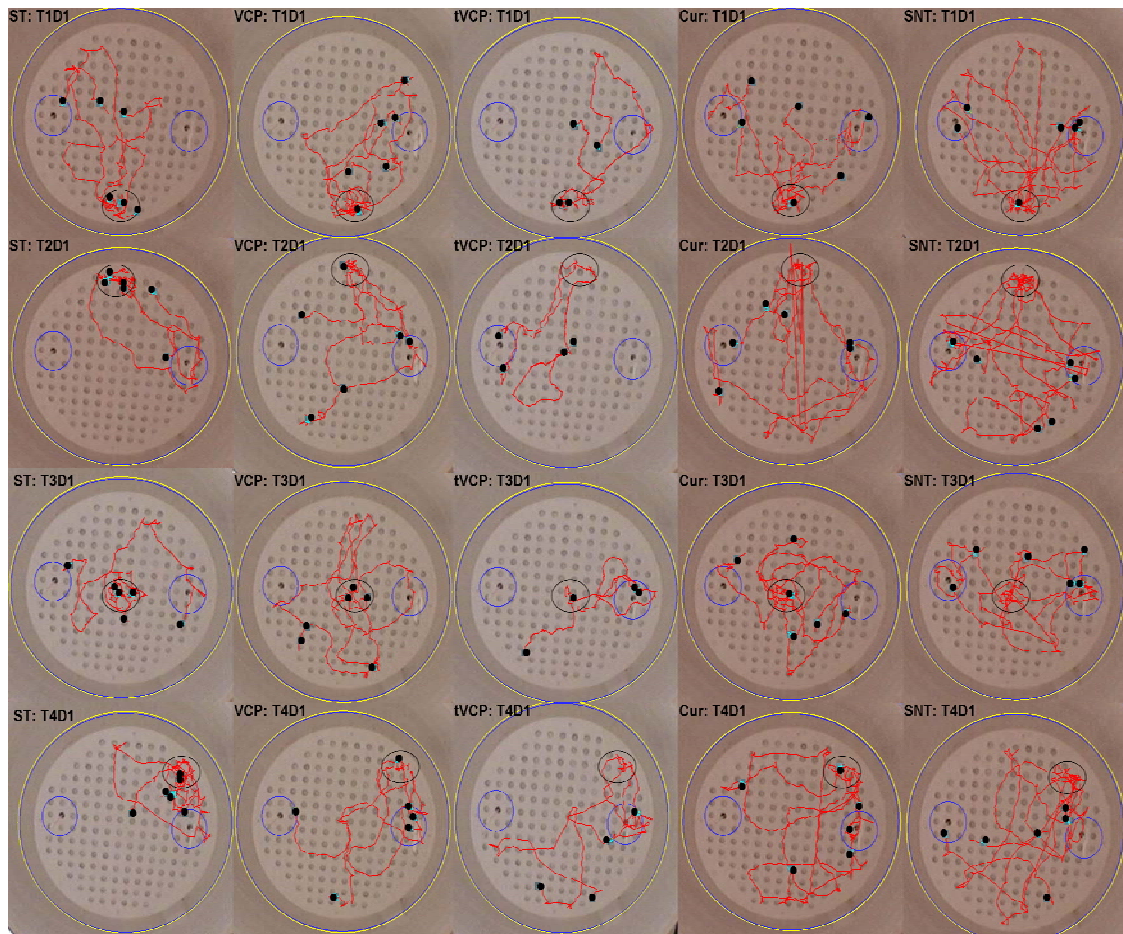 ST: T1D1 VCP: T1D1 tVCP: T1D1 Cur: T1D1 SNT: T1D1
ST: T2D1 VCP: T2D1 tVCP: T2D1 Cur: T2D1 SNT: T2D1
ST: T3D1 VCP: T3D1 tVCP: T3D1 Cur: T3D1 SNT: T3D1
ST: T4D1 VCP: T4D1 tVCP: T4D1 Cur: T4D1 SNT: T4D1